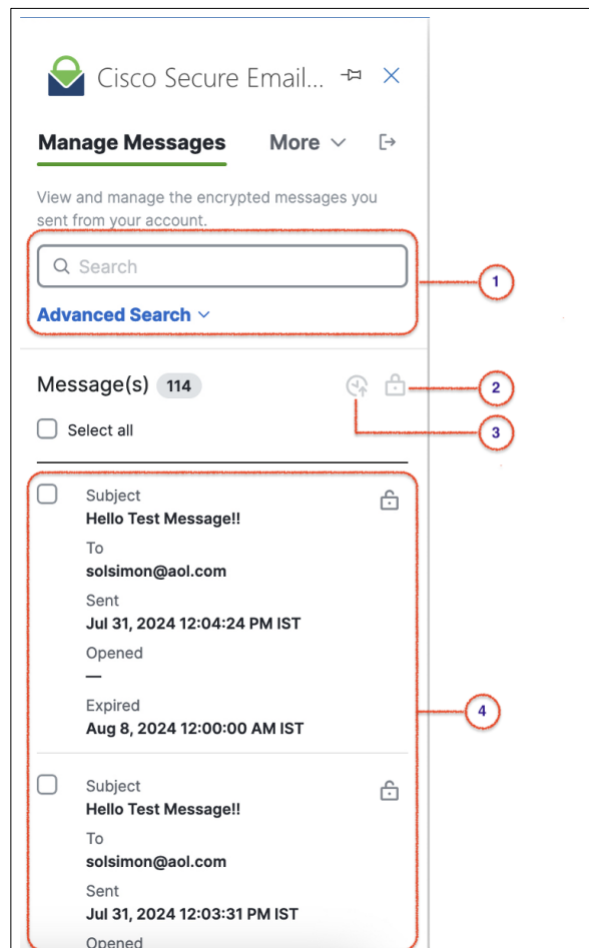 Cisco Secure Email...
Manage Messages More
View and manage the encrypted messages you
sent from your account.
Search
1
Advanced Search
Message(s) 114
2
Select all
3
Subject
Hello Test Message!!
To
solsimon@aol.com
Sent
Jul 31, 2024 12:04:24 PM IST
Opened
—
Expired
4
Aug 8, 2024 12:00:00 AM IST
Subject
Hello Test Message!!
To
solsimon@aol.com
Sent
Jul 31, 2024 12:03:31 PM IST
Opened